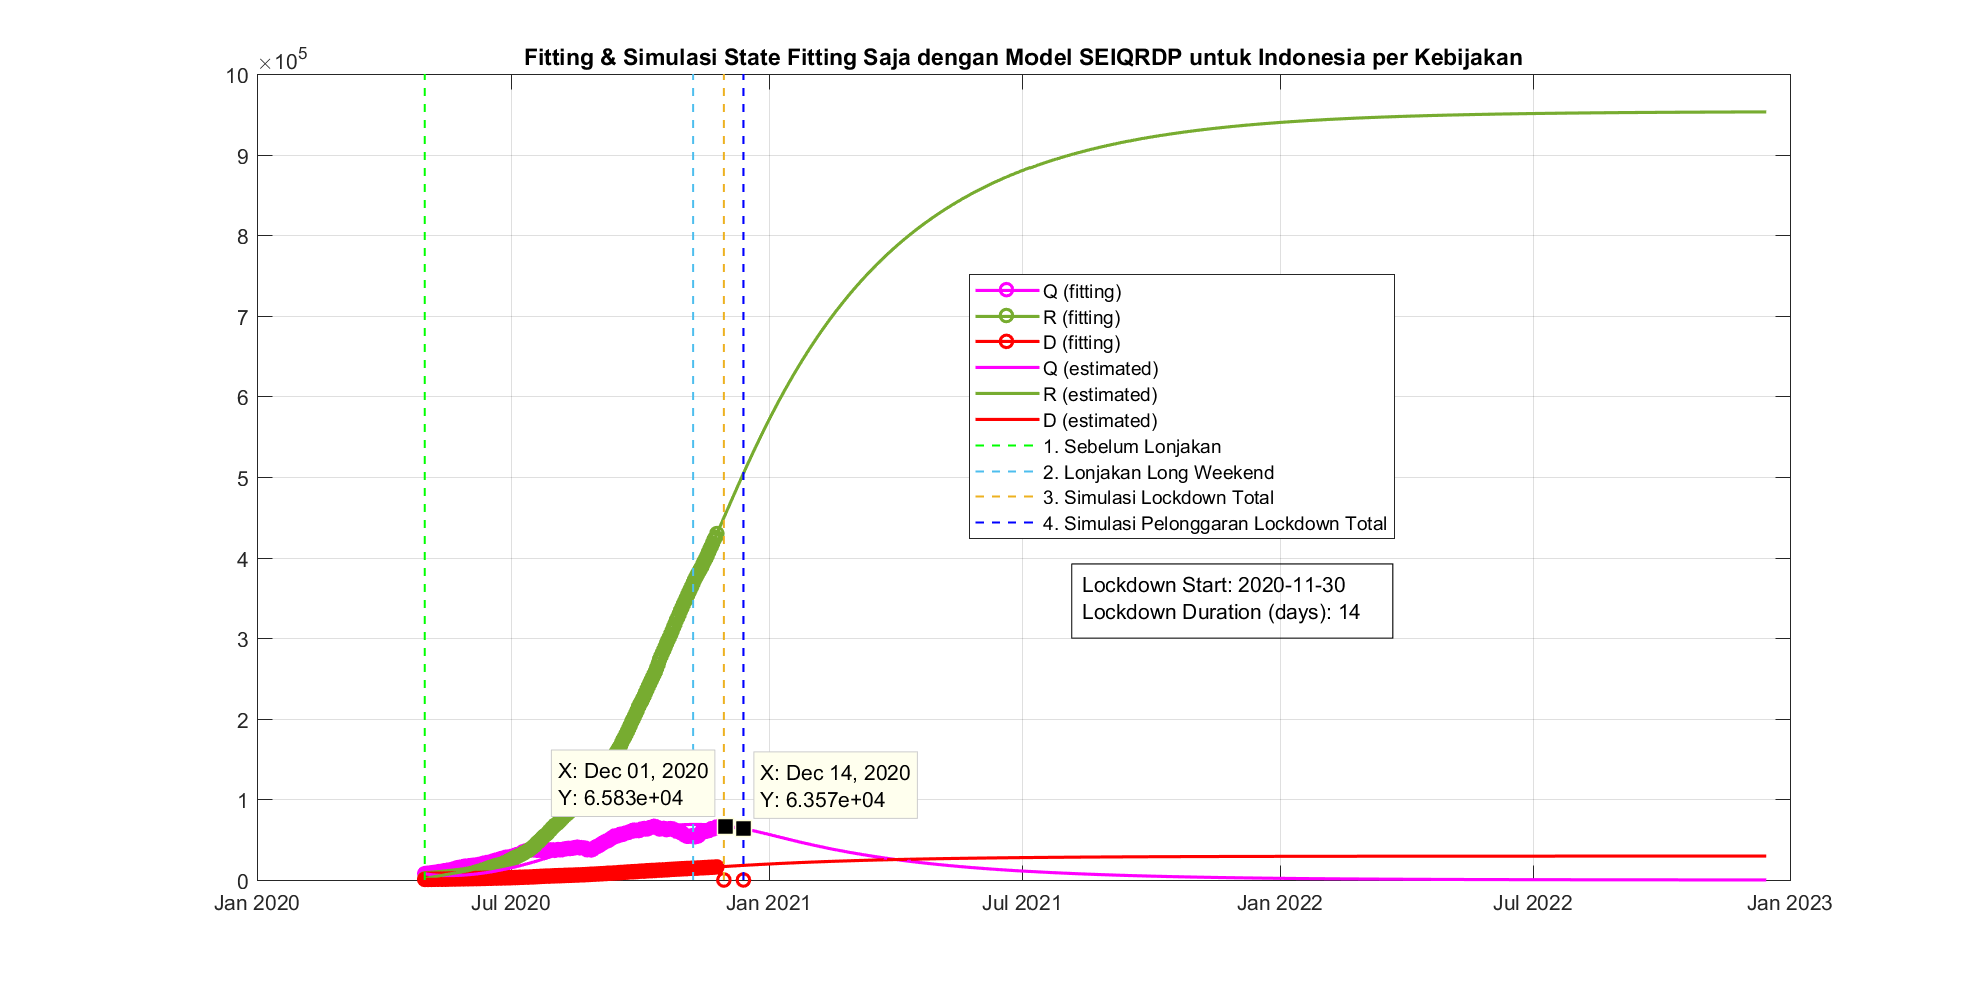 Fitting & Simulasi State Fitting Saja dengan Model SEIQRDP untuk Indonesia per Kebijakan
×10^5
10
9
8
7
6
5
4
3
2
1
0
Q (fitting)
R (fitting)
D (fitting)
Q (estimated)
R (estimated)
D (estimated)
1. Sebelum Lonjakan
2. Lonjakan Long Weekend
3. Simulasi Lockdown Total
4. Simulasi Pelonggaran Lockdown Total
Lockdown Start: 2020-11-30
Lockdown Duration (days): 14
X: Dec 01, 2020
Y: 6.583e+04
X: Dec 14, 2020
Y: 6.357e+04
Jan 2020
Jul 2020
Jan 2021
Jul 2021
Jan 2022
Jul 2022
Jan 2023